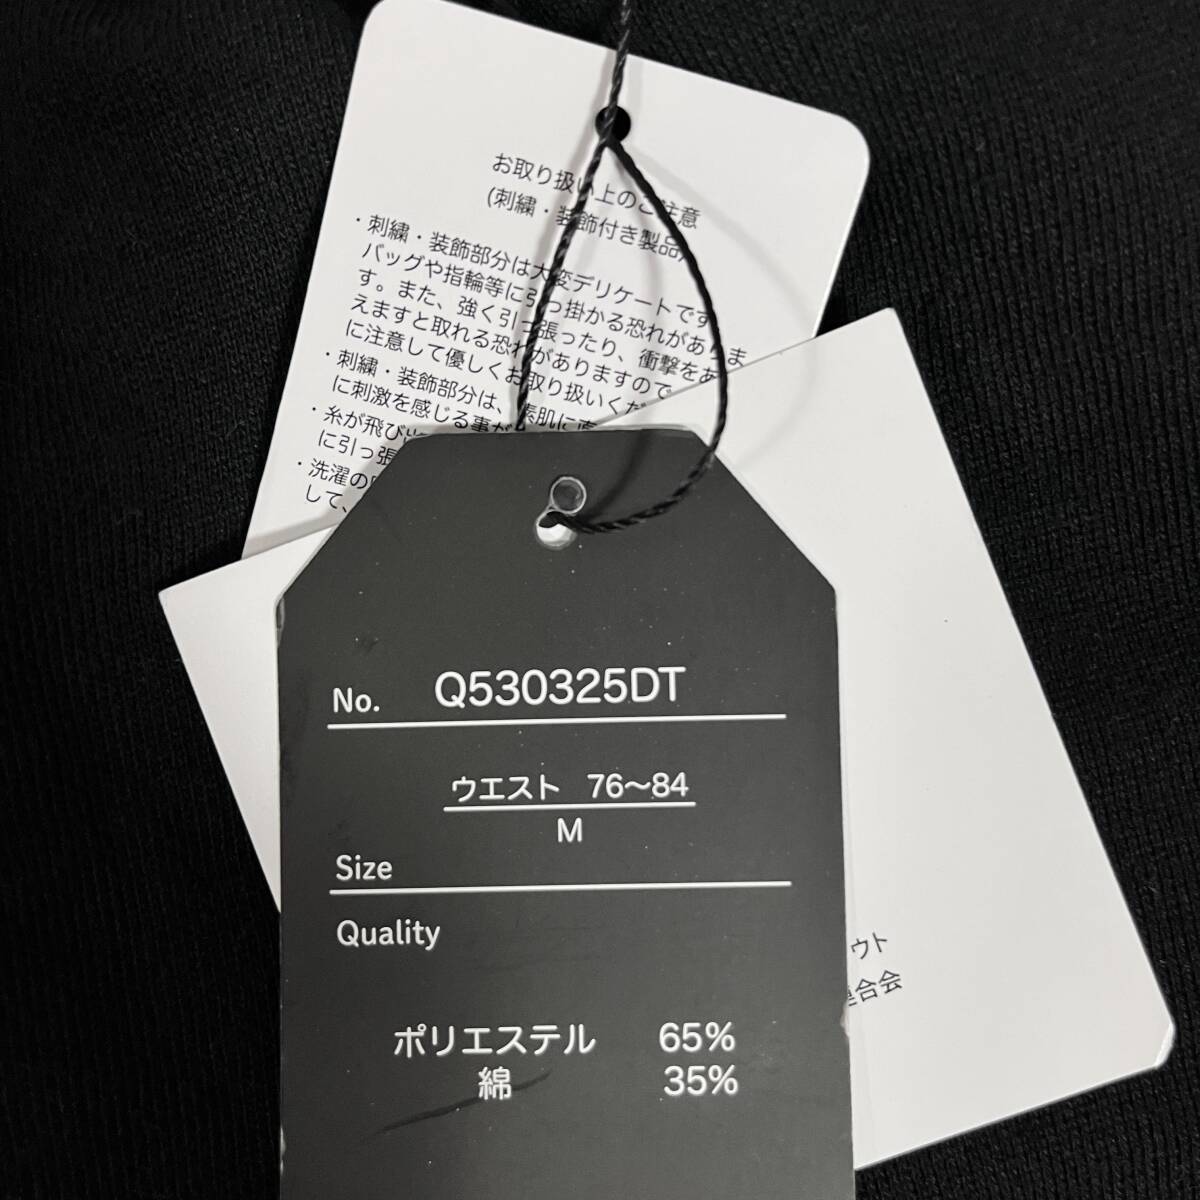 お取り扱い上のご注意
(刺繍・装飾付き製品)
・刺繍・装飾部分は大変デリケートです。
バッグや指輪等に引っ掛かる恐れがありま
す。また、強く引っ張ったり、衝撃をあ
えますと取れる恐れがありますので
に注意して優しくお取り扱いくだ
・刺繍・装飾部分は、素肌に直
に刺激を感じる事が
・糸が飛び出
に引っ張
・洗濯の
して、
No. Q530325DT
ウエスト 76〜84
M
Size
Quality
ポリエステル 65%
綿 35%
ウト
連合会